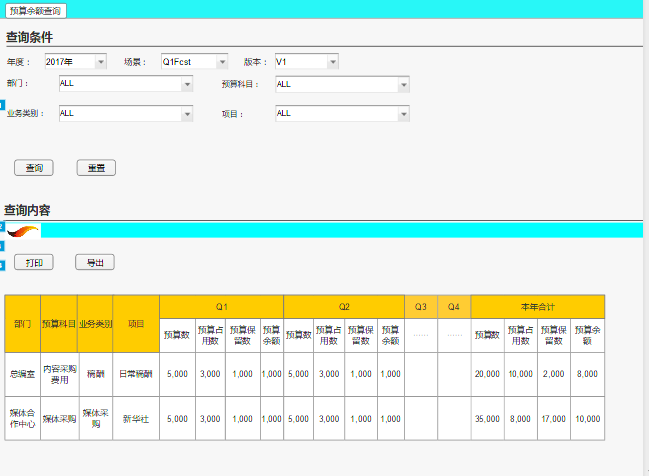 预算余额查询
查询条件
年度： 2017年 场景： Q1Fcst 版本： V1
部门： ALL 预算科目： ALL
业务类别： ALL 项目： ALL
查询 重置
查询内容
打印 导出
部门 预算科目 业务类别 项目 Q1 Q2 Q3 Q4 本年合计
预算数 预算占用数 预算保留数 预算余额 预算数 预算占用数 预算保留数 预算余额 …… …… 预算数 预算占用数 预算保留数 预算余额
总编室 内容采购费用 稿酬 日常稿酬 5,000 3,000 1,000 1,000 5,000 3,000 1,000 1,000 20,000 10,000 2,000 8,000
媒体合作中心 媒体采购 媒体采购 新华社 5,000 3,000 1,000 1,000 5,000 3,000 1,000 1,000 35,000 8,000 17,000 10,000